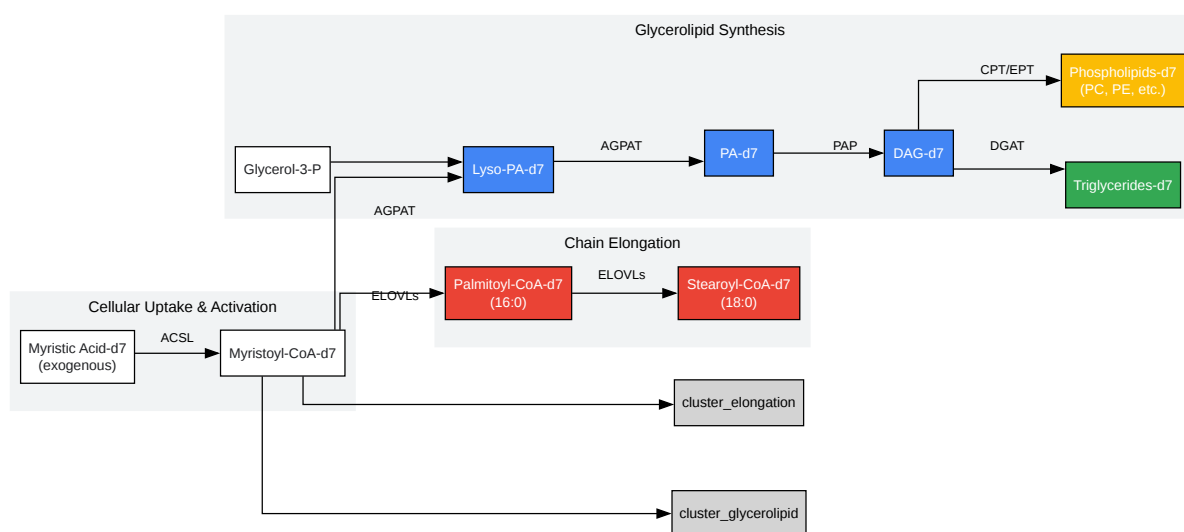 Glycerolipid Synthesis
CPT/EPT
Phospholipids-d7
(PC, PE, etc.)
Glycerol-3-P
Lyso-PA-d7
AGPAT
PA-d7
PAP
DAG-d7
DGAT
Triglycerides-d7
AGPAT
Chain Elongation
Palmitoyl-CoA-d7
(16:0)
ELOVLs
Stearoyl-CoA-d7
(18:0)
ELOVLs
Cellular Uptake & Activation
Myristic Acid-d7
(exogenous)
ACSL
Myristoyl-CoA-d7
cluster_elongation
cluster_glycerolipid